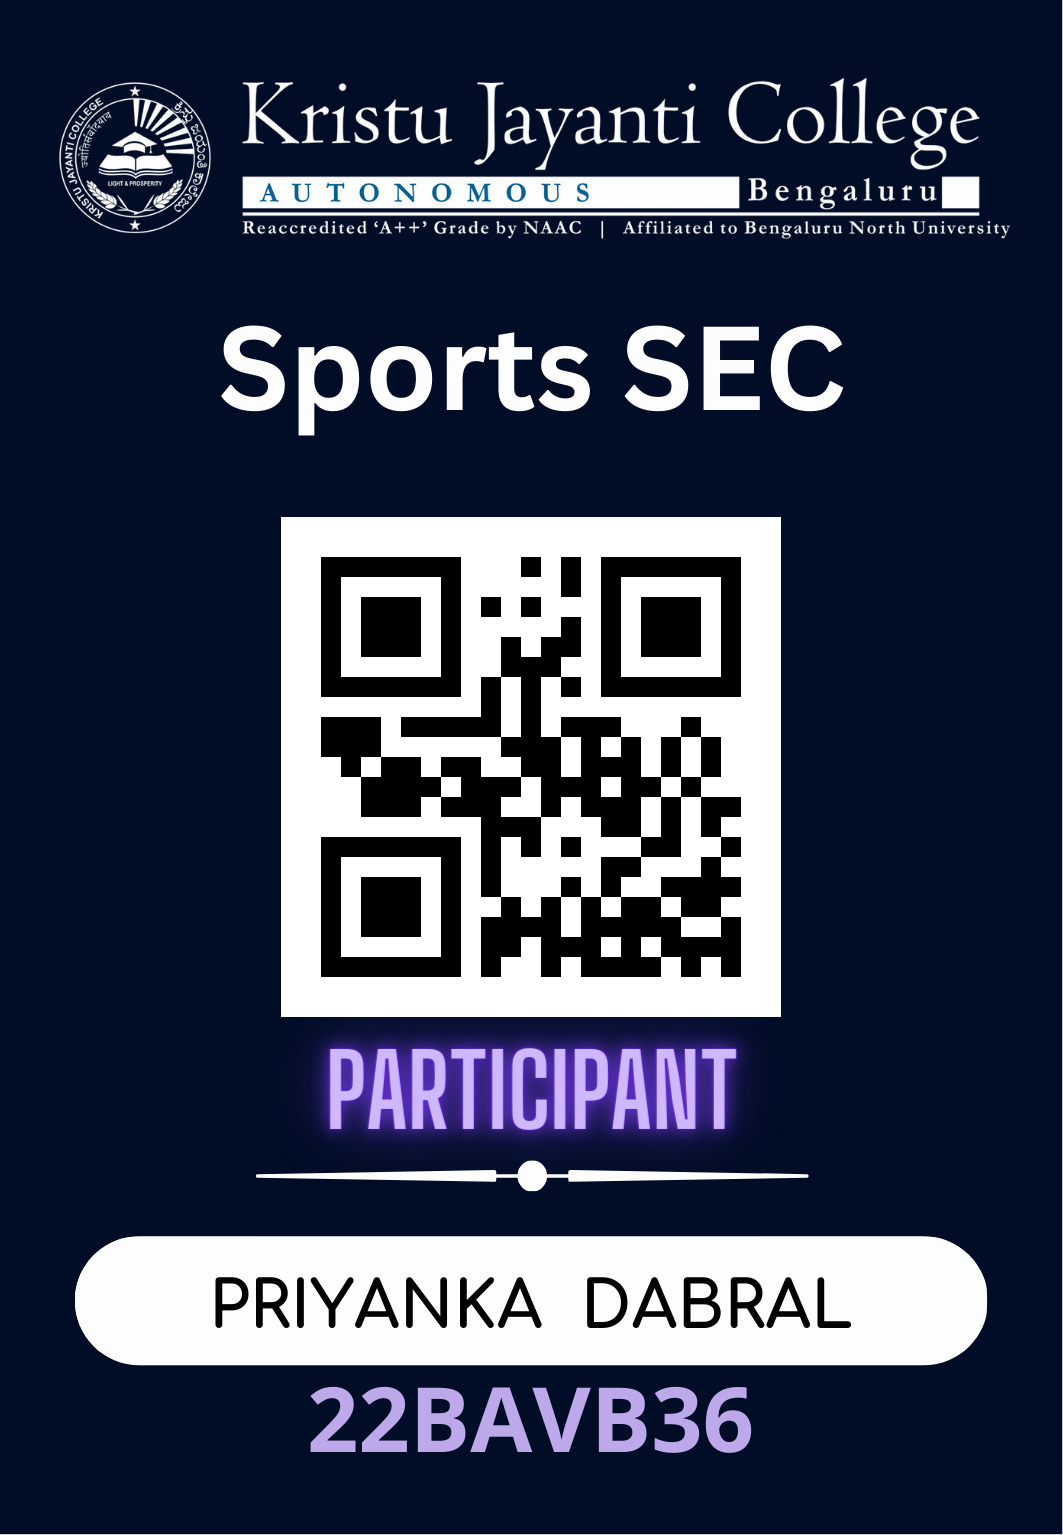 KRISTU JAYANTI COLLEGE
LIGHT & PROSPERITY
Kristu Jayanti College
AUTONOMOUS Bengaluru
Reaccredited ‘A++’ Grade by NAAC | Affiliated to Bengaluru North University
Sports SEC
PARTICIPANT
PRIYANKA DABRAL
22BAVB36